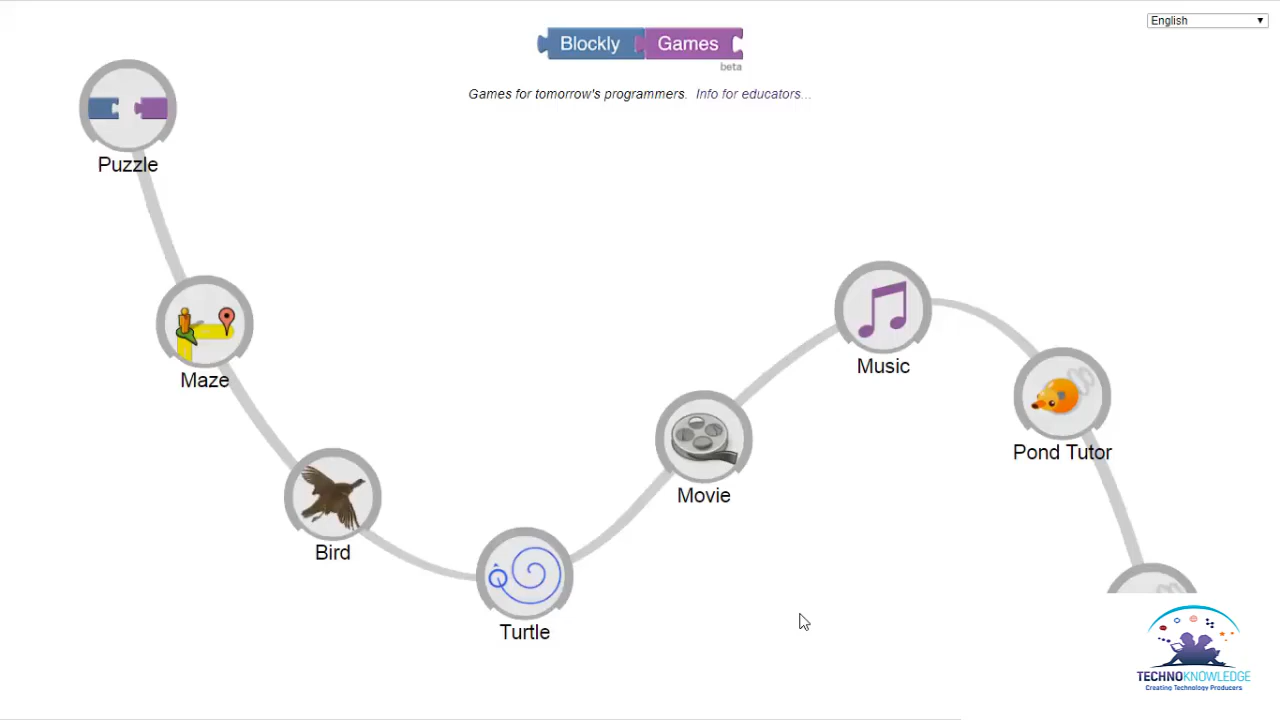 English
Blockly Games
beta
Games for tomorrow's programmers. Info for educators...
Puzzle
Maze
Bird
Turtle
Movie
Music
Pond Tutor
TECHNOKNOWLEDGE
Creating Technology Producers